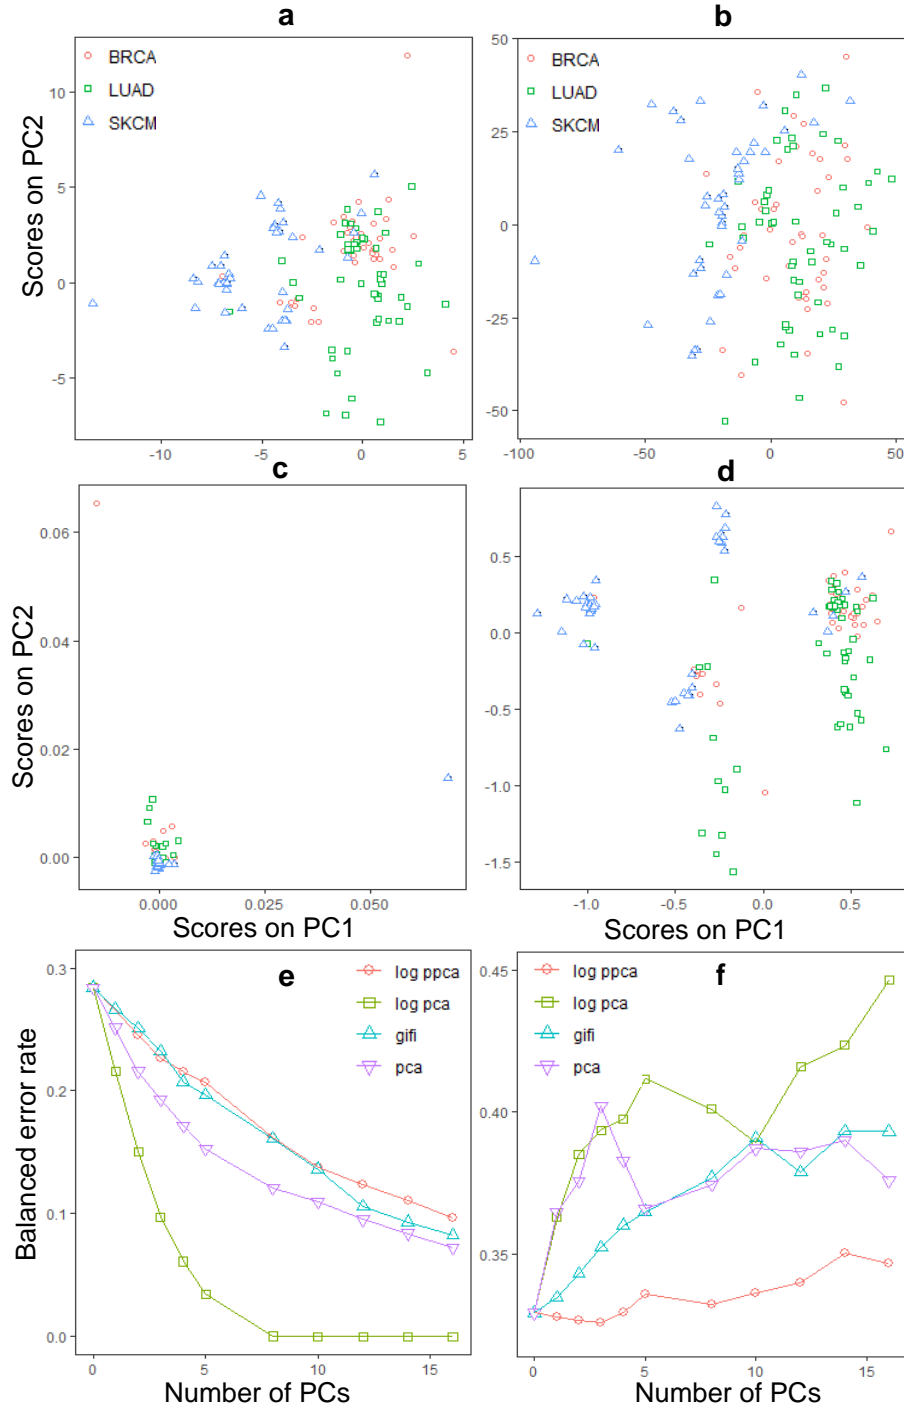 a
b
BRCA
LUAD
SKCM
BRCA
LUAD
SKCM
Scores on PC2
10
5
0
-5
50
25
0
-25
-50
-10
-5
0
5
-100
-50
0
50
c
d
Scores on PC2
0.06
0.04
0.02
0.00
0.5
0.0
-0.5
-1.0
-1.5
0.000
0.025
0.050
-1.0
-0.5
0.0
0.5
Scores on PC1
Scores on PC1
e
f
log ppca
log pca
gifi
pca
log ppca
log pca
gifi
pca
Balanced error rate
0.3
0.2
0.1
0.0
0.45
0.40
0.35
0
5
10
15
0
5
10
15
Number of PCs
Number of PCs